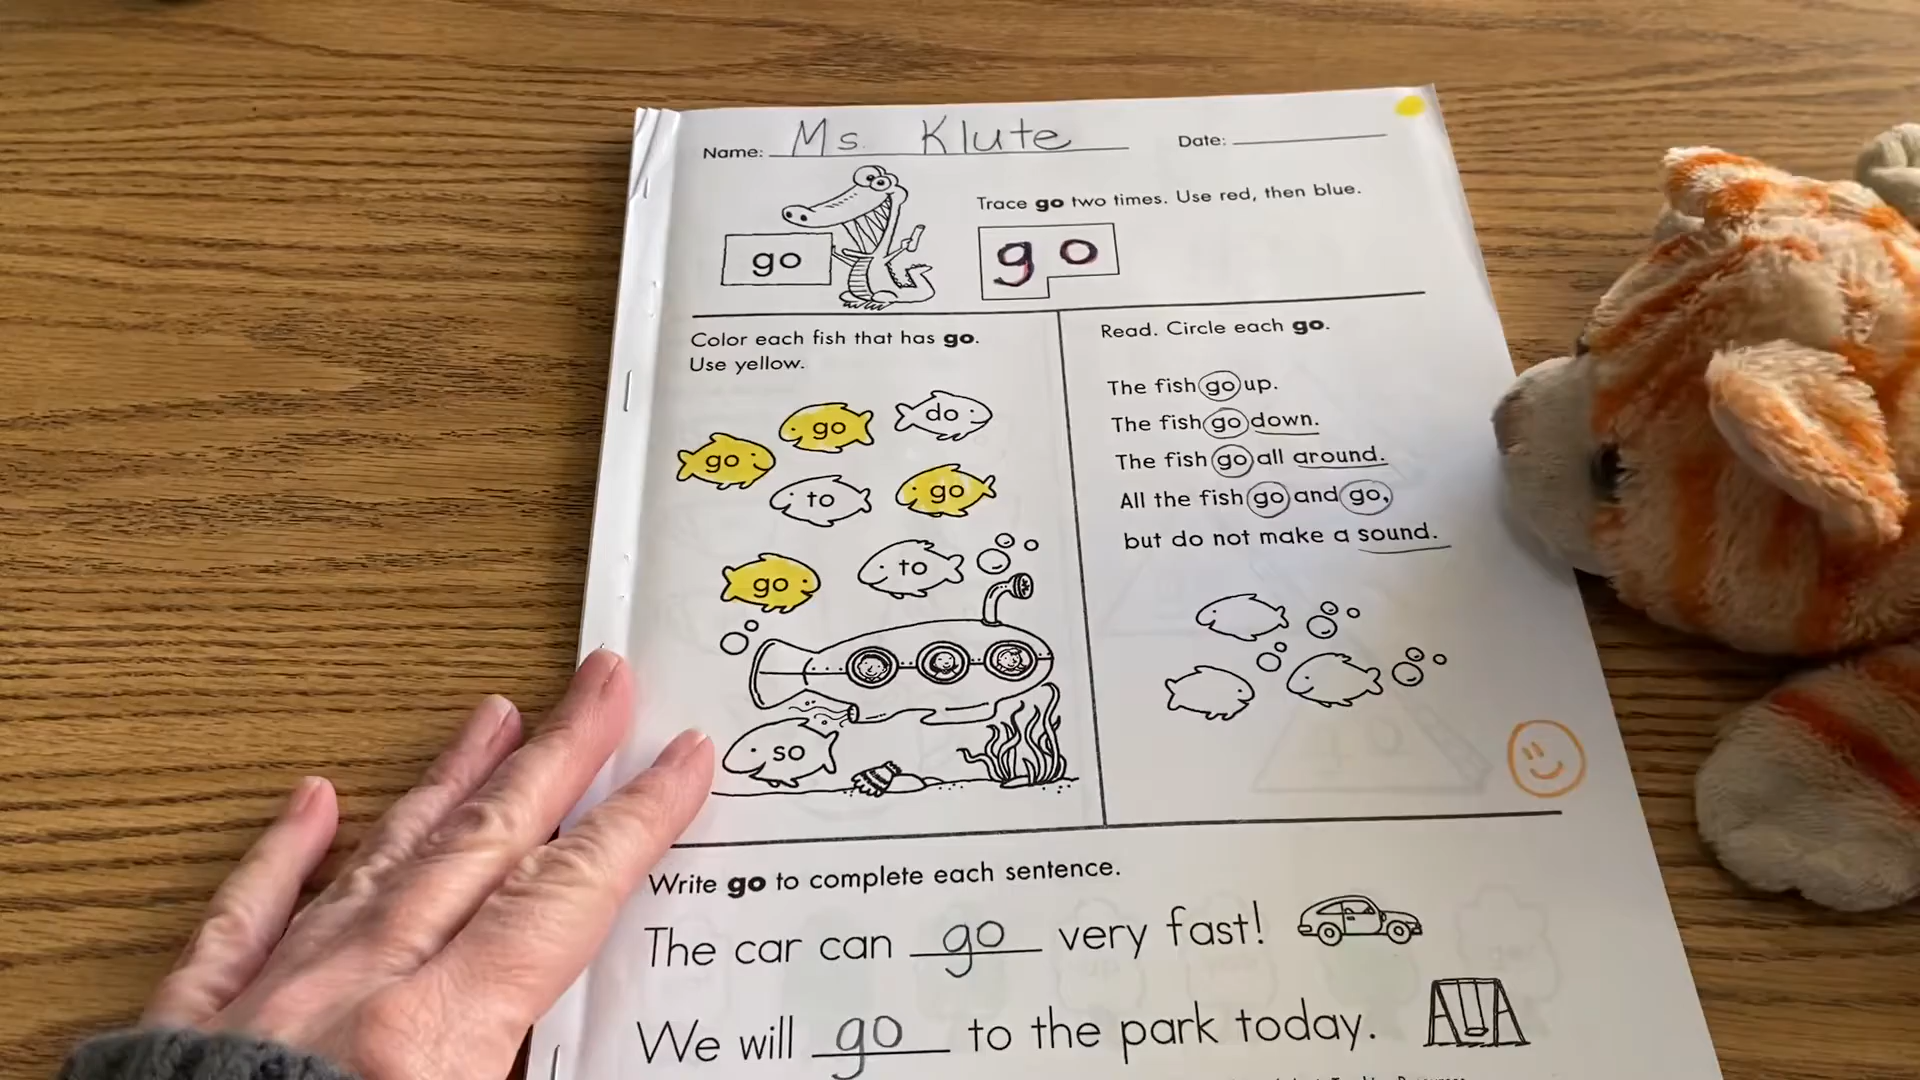 Name: Ms. Klute Date:
go
Trace go two times. Use red, then blue.
go
Color each fish that has go.
Use yellow.
go
do
go
to
go
go
to
so
Read. Circle each go.
The fish go up.
The fish go down.
The fish go all around.
All the fish go and go,
but do not make a sound.
Write go to complete each sentence.
The car can go very fast!
We will go to the park today.